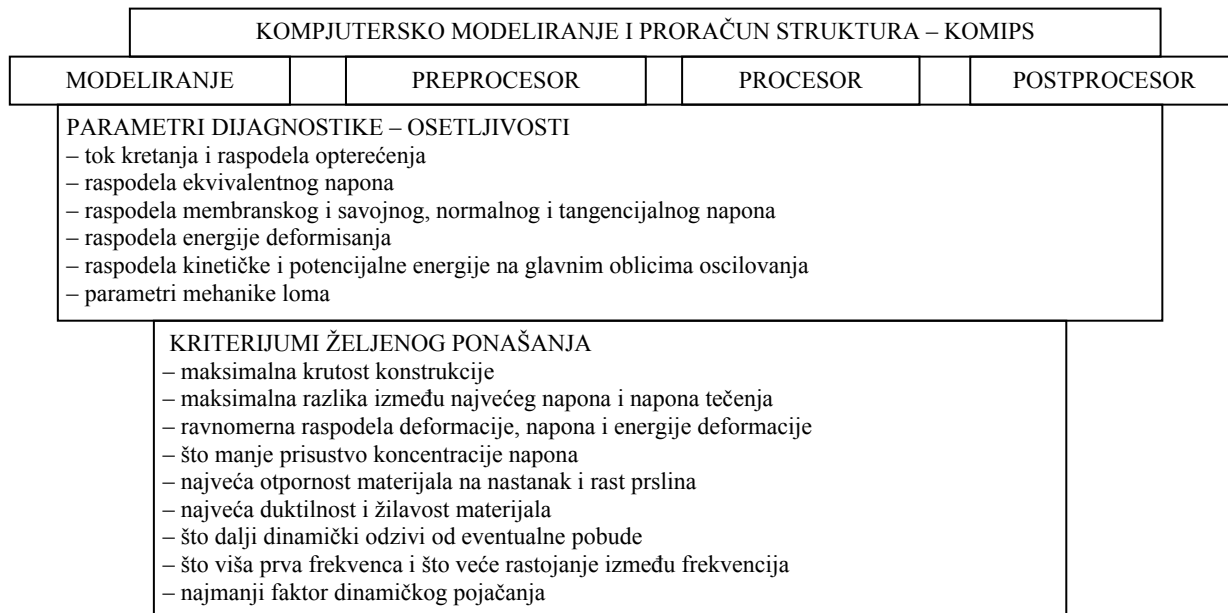 KOMPJUTERSKO MODELIRANJE I PRORAČUN STRUKTURA – KOMIPS
MODELIRANJE
PREPROCESOR
PROCESOR
POSTPROCESOR
PARAMETRI DIJAGNOSTIKE – OSETLJIVOSTI
– tok kretanja i raspodela opterećenja
– raspodela ekvivalentnog napona
– raspodela membranskog i savojnog, normalnog i tangencijalnog napona
– raspodela energije deformisanja
– raspodela kinetičke i potencijalne energije na glavnim oblicima oscilovanja
– parametri mehanike loma
KRITERIJUMI ŽELJENOG PONAŠANJA
– maksimalna krutost konstrukcije
– maksimalna razlika između najvećeg napona i napona tečenja
– ravnomerna raspodela deformacije, napona i energije deformacije
– što manje prisustvo koncentracije napona
– najveća otpornost materijala na nastanak i rast prslina
– najveća duktilnost i žilavost materijala
– što dalji dinamički odzivi od eventualne pobude
– što viša prva frekvenca i što veće rastojanje između frekvencija
– najmanji faktor dinamičkog pojačanja